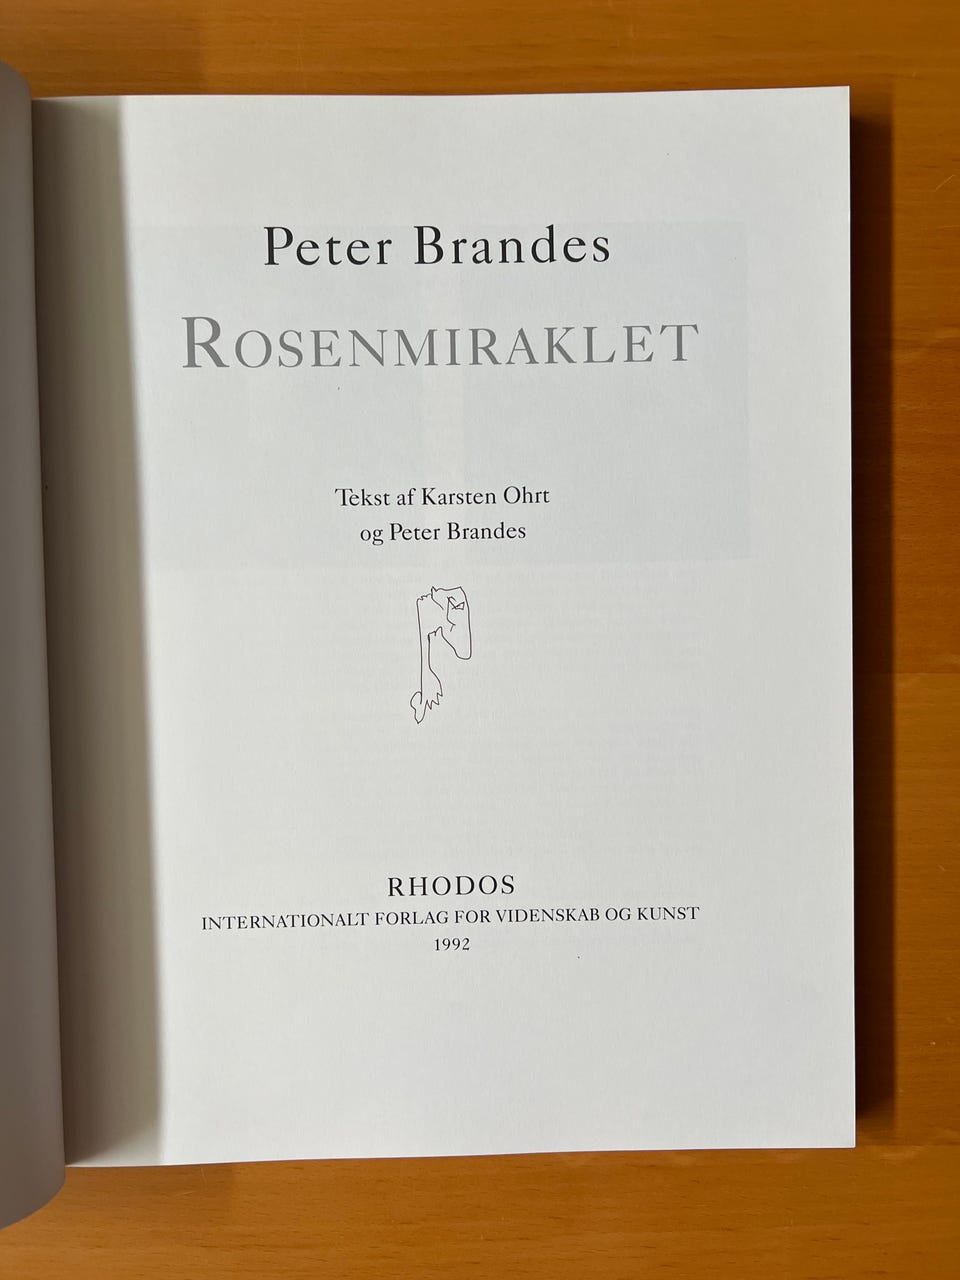 Peter Brandes
ROSENMIRAKLET
Tekst af Karsten Ohrt
og Peter Brandes
RHODOS
INTERNATIONALT FORLAG FOR VIDENSKAB OG KUNST
1992